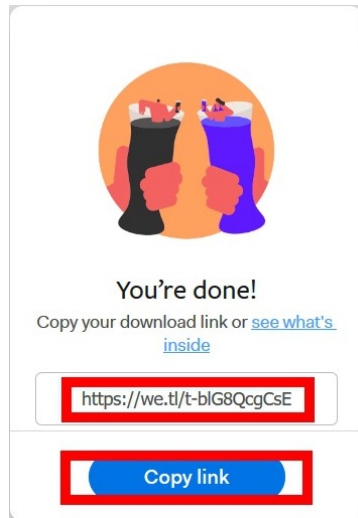 You're done!
Copy your download link or see what's
inside
https://we.tl/t-blG8QcgCsE
Copy link